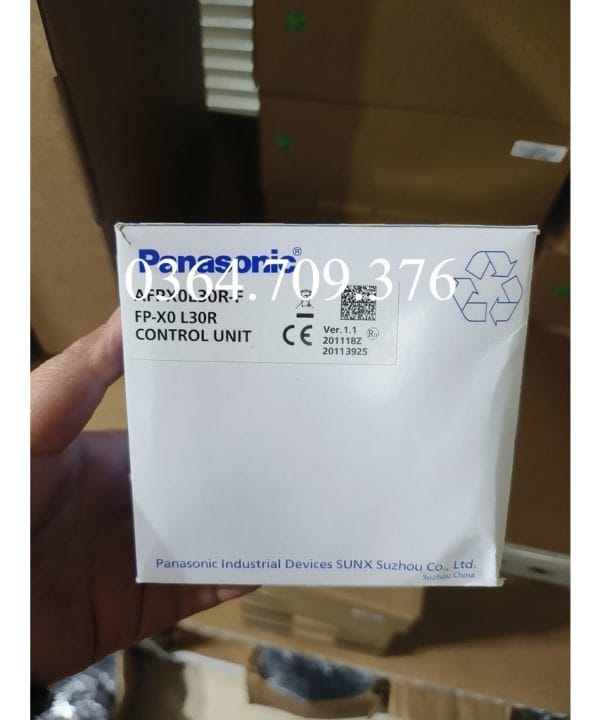 Panasonic®
0364.709.376
AFPX0L30R-F
FP-X0 L30R
CONTROL UNIT
CE
Ver.1.1
201118Z
20113925
Panasonic Industrial Devices SUNX Suzhou Co., Ltd.
Suzhou China